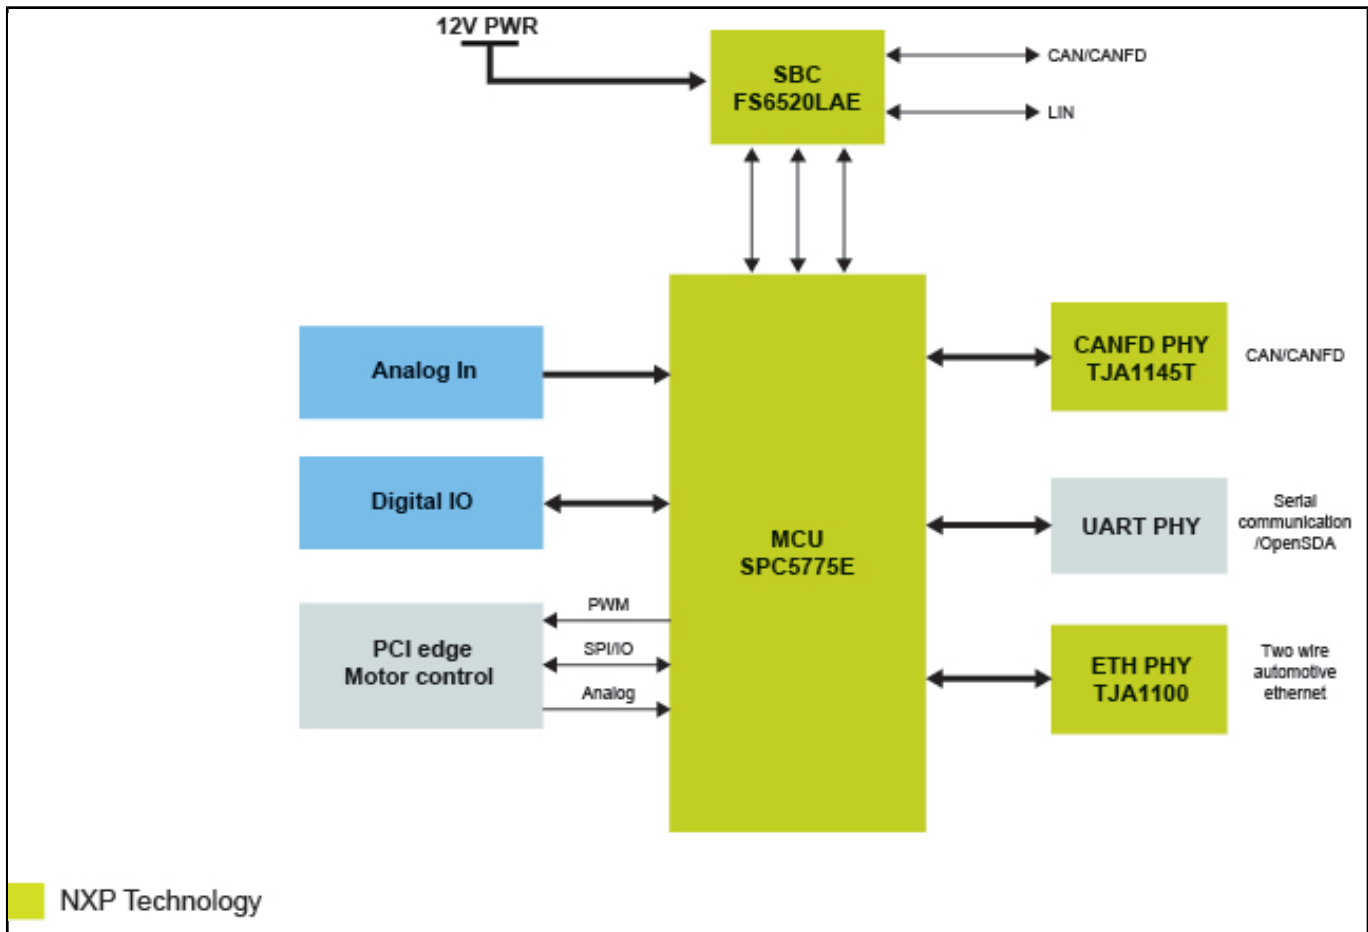 12V PWR
SBC
FS6520LAE
CAN/CANFD
LIN
Analog In
Digital IO
PCI edge
Motor control
PWM
SPI/IO
Analog
MCU
SPC5775E
CANFD PHY
TJA1145T
CAN/CANFD
UART PHY
Serial
communication
/OpenSDA
ETH PHY
TJA1100
Two wire
automotive
ethernet
NXP Technology